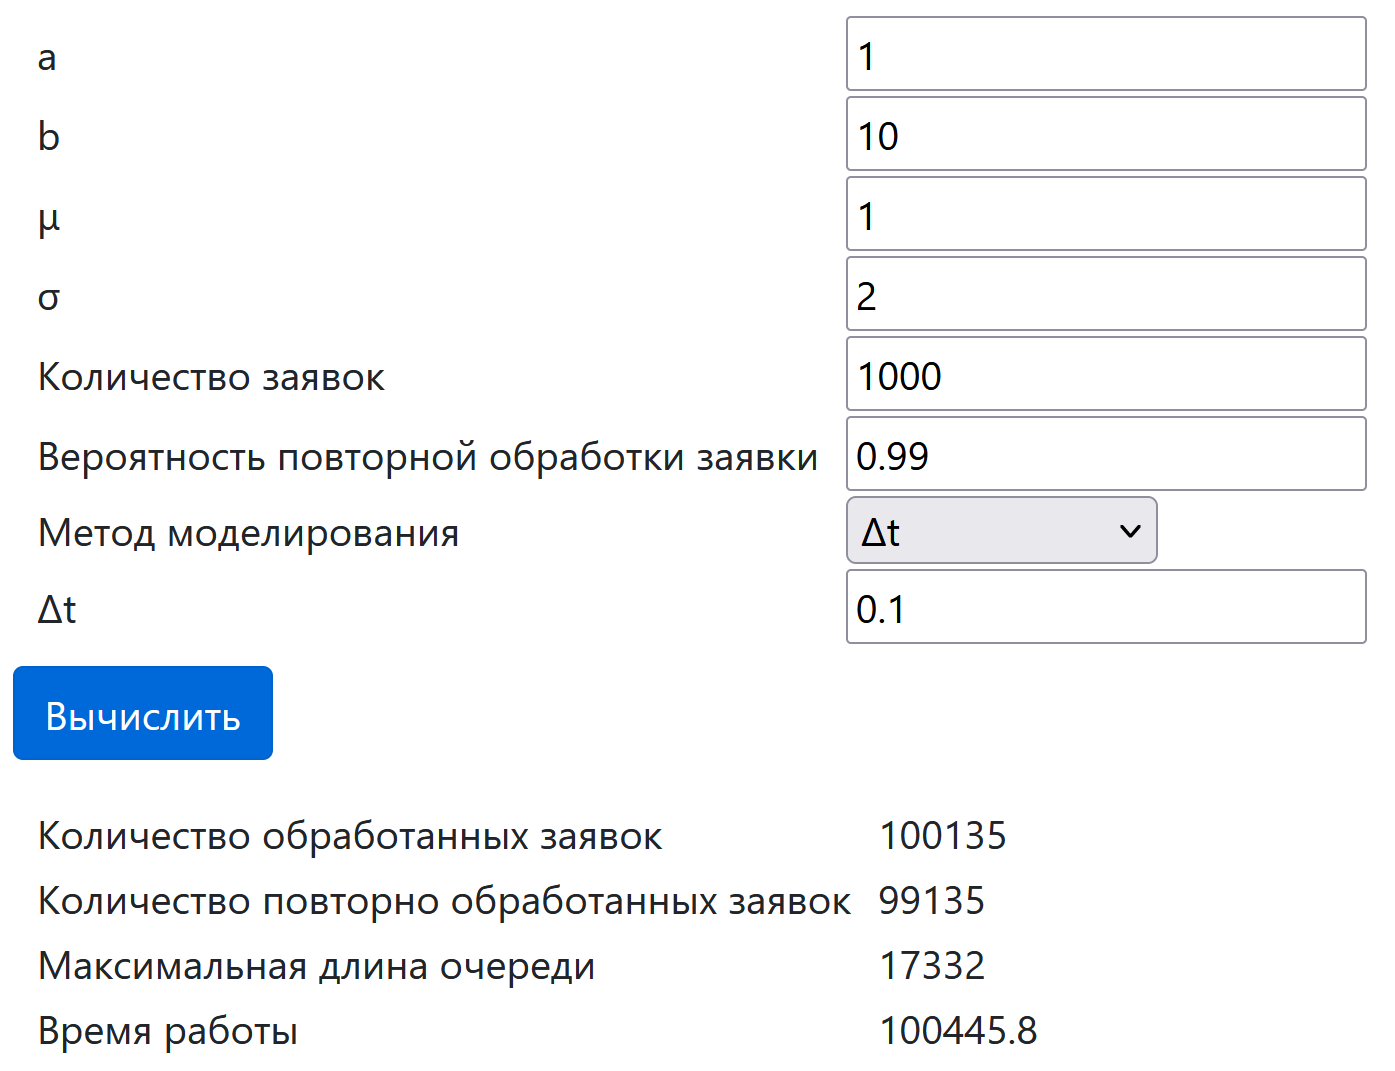 a 1
b 10
μ 1
σ 2
Количество заявок 1000
Вероятность повторной обработки заявки 0.99
Метод моделирования Δt
Δt 0.1
Вычислить
Количество обработанных заявок 100135
Количество повторно обработанных заявок 99135
Максимальная длина очереди 17332
Время работы 100445.8